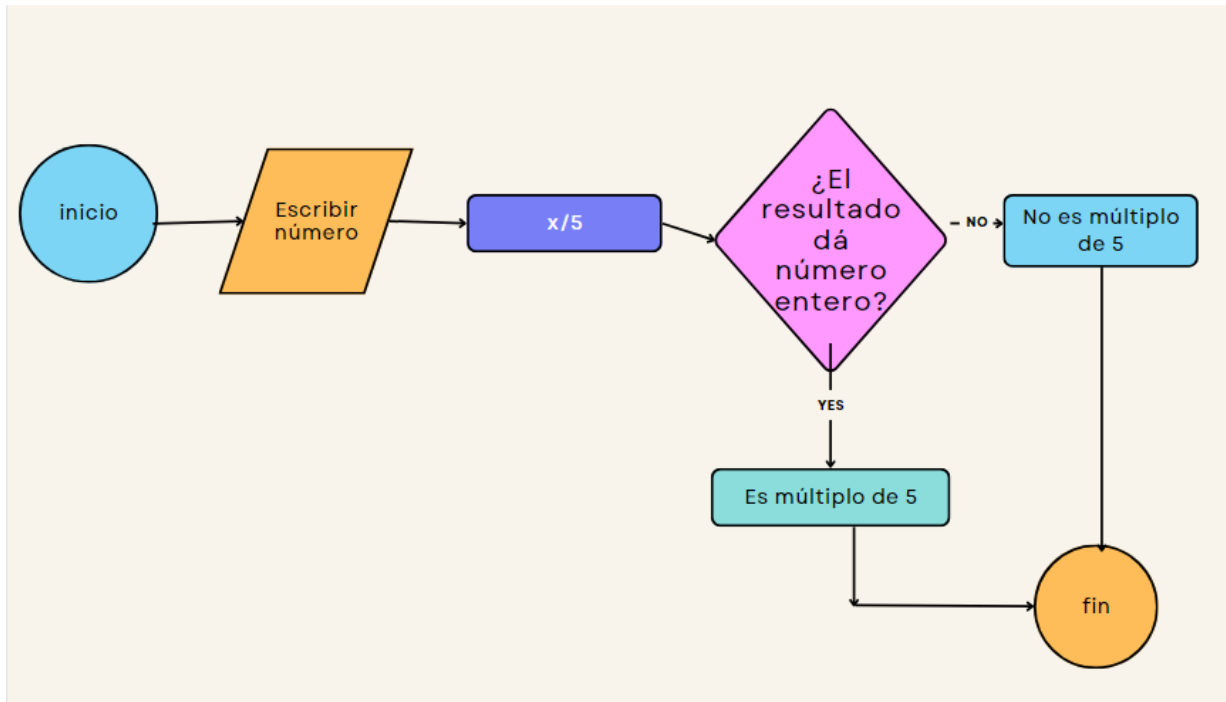 inicio
Escribir
número
x/5
¿El
resultado
dá
número
entero?
NO
No es múltiplo
de 5
YES
Es múltiplo de 5
fin